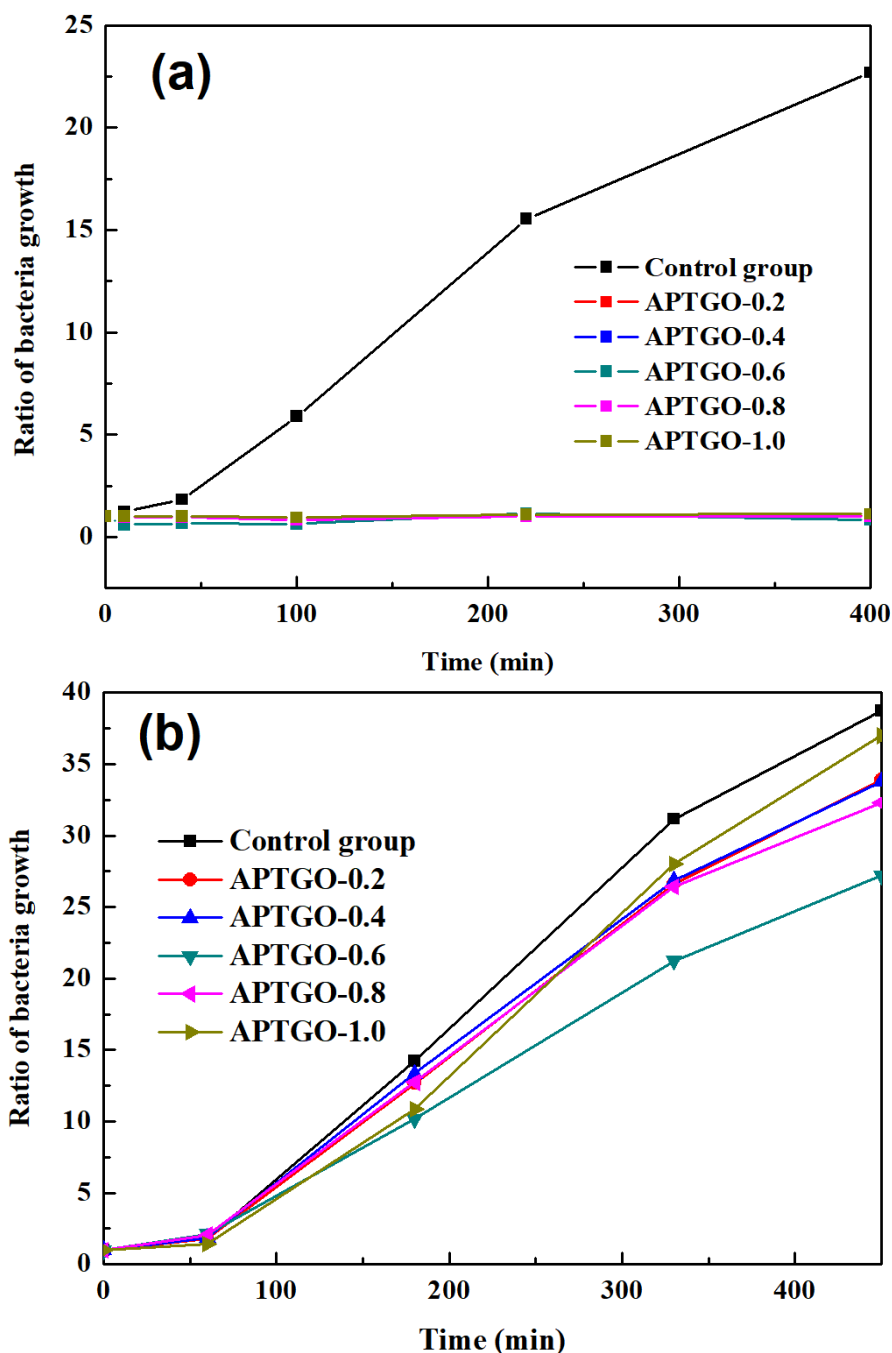 (a)
25
20
15
10
5
0
Ratio of bacteria growth
Control group
APTGO-0.2
APTGO-0.4
APTGO-0.6
APTGO-0.8
APTGO-1.0
0 100 200 300 400
Time (min)
(b)
40
35
30
25
20
15
10
5
0
Ratio of bacteria growth
Control group
APTGO-0.2
APTGO-0.4
APTGO-0.6
APTGO-0.8
APTGO-1.0
0 100 200 300 400
Time (min)